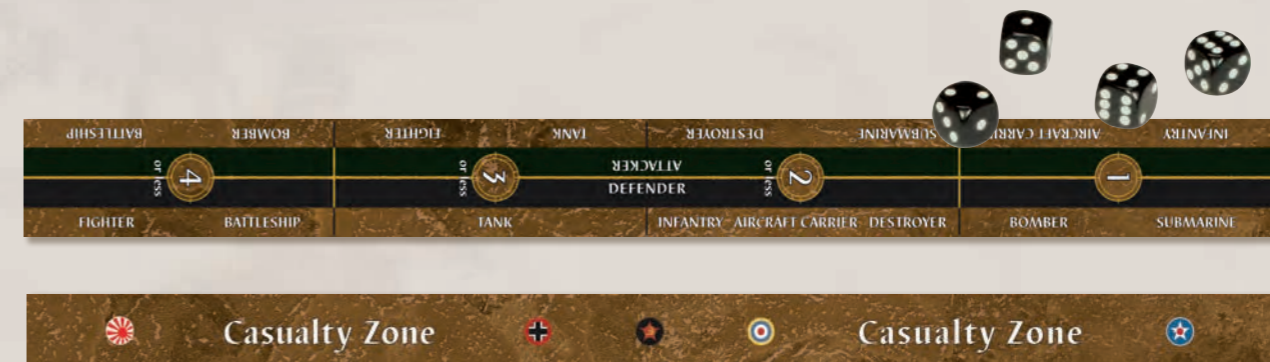 BATTLESHIP BOMBER FIGHTER TANK DESTROYER SUBMARINE AIRCRAFT CARRIER INFANTRY
or less 4 or less 3 ATTACKER or less 2 1
DEFENDER
FIGHTER BATTLESHIP TANK INFANTRY AIRCRAFT CARRIER DESTROYER BOMBER SUBMARINE
Casualty Zone Casualty Zone